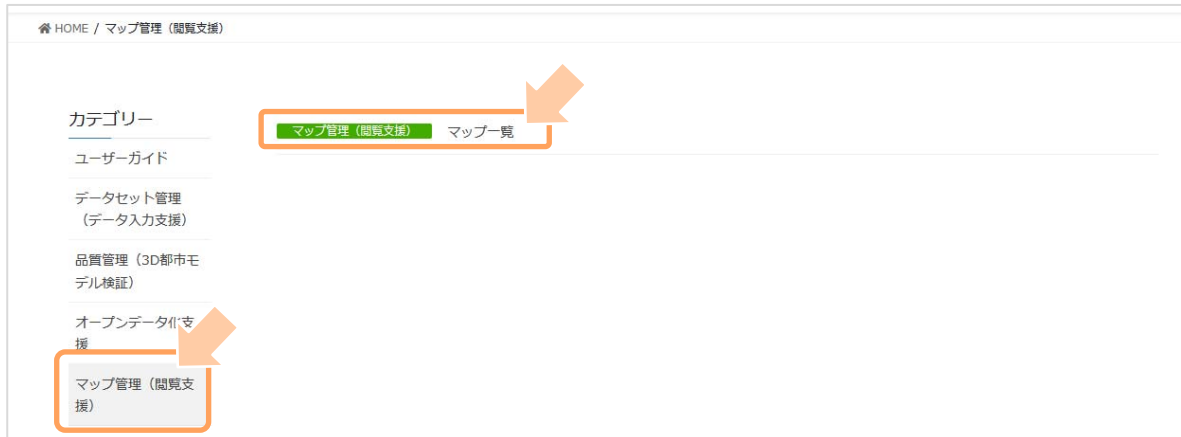 HOME / マップ管理（閲覧支援）
カテゴリー
ユーザーガイド
データセット管理
（データ入力支援）
品質管理（3D都市モ
デル検証）
オープンデータ化支
援
マップ管理（閲覧支
援）
マップ管理（閲覧支援） マップ一覧